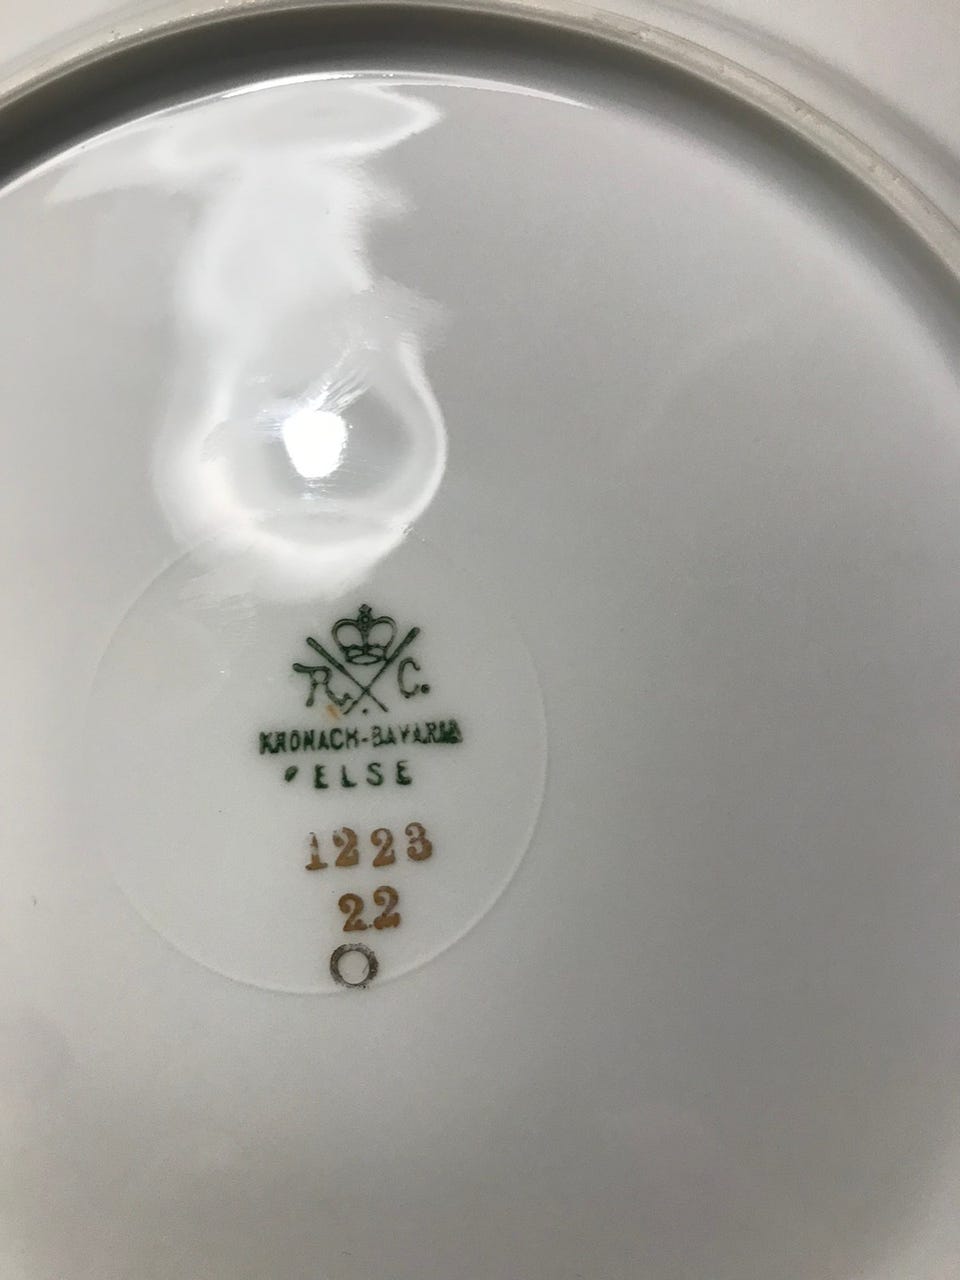 R. C.
KRONACH-BAVARIA
ELSE
1223
22